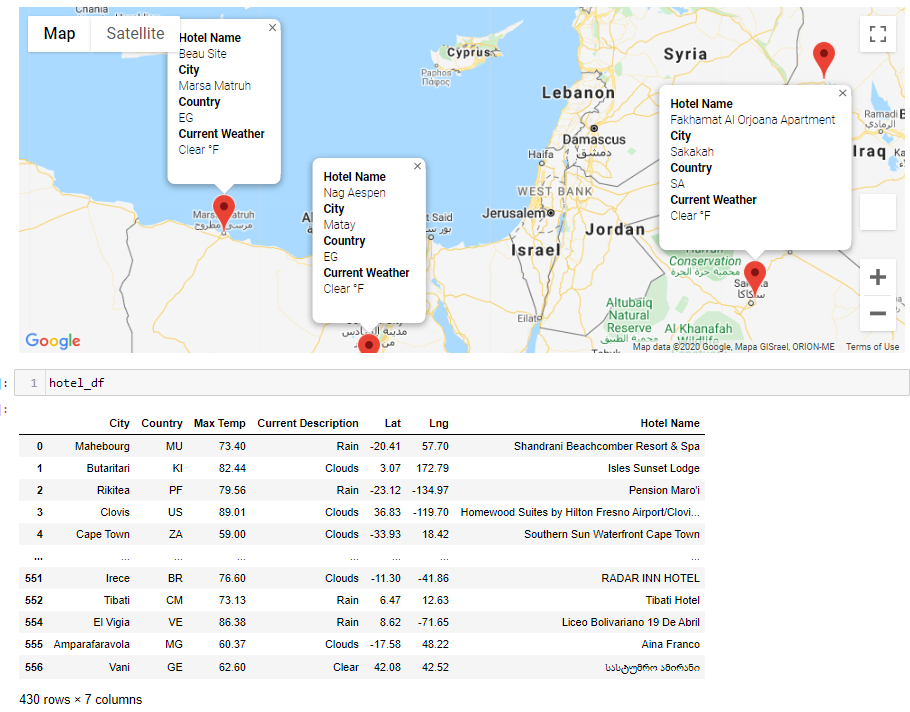 Chania
Map
Satellite
Hotel Name
Beau Site
City
Marsa Matruh
Country
EG
Current Weather
Clear °F
Cyprus
Paphos
Πάφος
Syria
Lebanon
Damascus
دمشق
Haifa
WEST BANK
Jerusalem
Israel
Jordan
Iraq
Ramadi
الرمادي
Hotel Name
Fakhamat Al Orjoana Apartment
City
Sakakah
Country
SA
Current Weather
Clear °F
Hotel Name
Nag Aespen
City
Matay
Country
EG
Current Weather
Clear °F
t Said
مرسى مطروح
مدينة السادس
من
Eilat
Conservation
محمية حرة الحرة
سكاكا
Altubaiq
Natural
Reserve
محمية الطبيق
Al Khanafah
Google
Map data ©2020 Google, Mapa GISrael, ORION-ME
Terms of Use
1 hotel_df
City Country Max Temp Current Description Lat Lng Hotel Name
0 Mahebourg MU 73.40 Rain -20.41 57.70 Shandrani Beachcomber Resort & Spa
1 Butaritari KI 82.44 Clouds 3.07 172.79 Isles Sunset Lodge
2 Rikitea PF 79.56 Rain -23.12 -134.97 Pension Maro'i
3 Clovis US 89.01 Clouds 36.83 -119.70 Homewood Suites by Hilton Fresno Airport/Clovi...
4 Cape Town ZA 59.00 Clouds -33.93 18.42 Southern Sun Waterfront Cape Town
... ... ... ... ... ... ... ...
551 Irece BR 76.60 Clouds -11.30 -41.86 RADAR INN HOTEL
552 Tibati CM 73.13 Rain 6.47 12.63 Tibati Hotel
554 El Vigia VE 86.38 Rain 8.62 -71.65 Liceo Bolivariano 19 De Abril
555 Amparafaravola MG 60.37 Clouds -17.58 48.22 Aina Franco
556 Vani GE 62.60 Clear 42.08 42.52 სასტუმრო ამირანი
430 rows × 7 columns